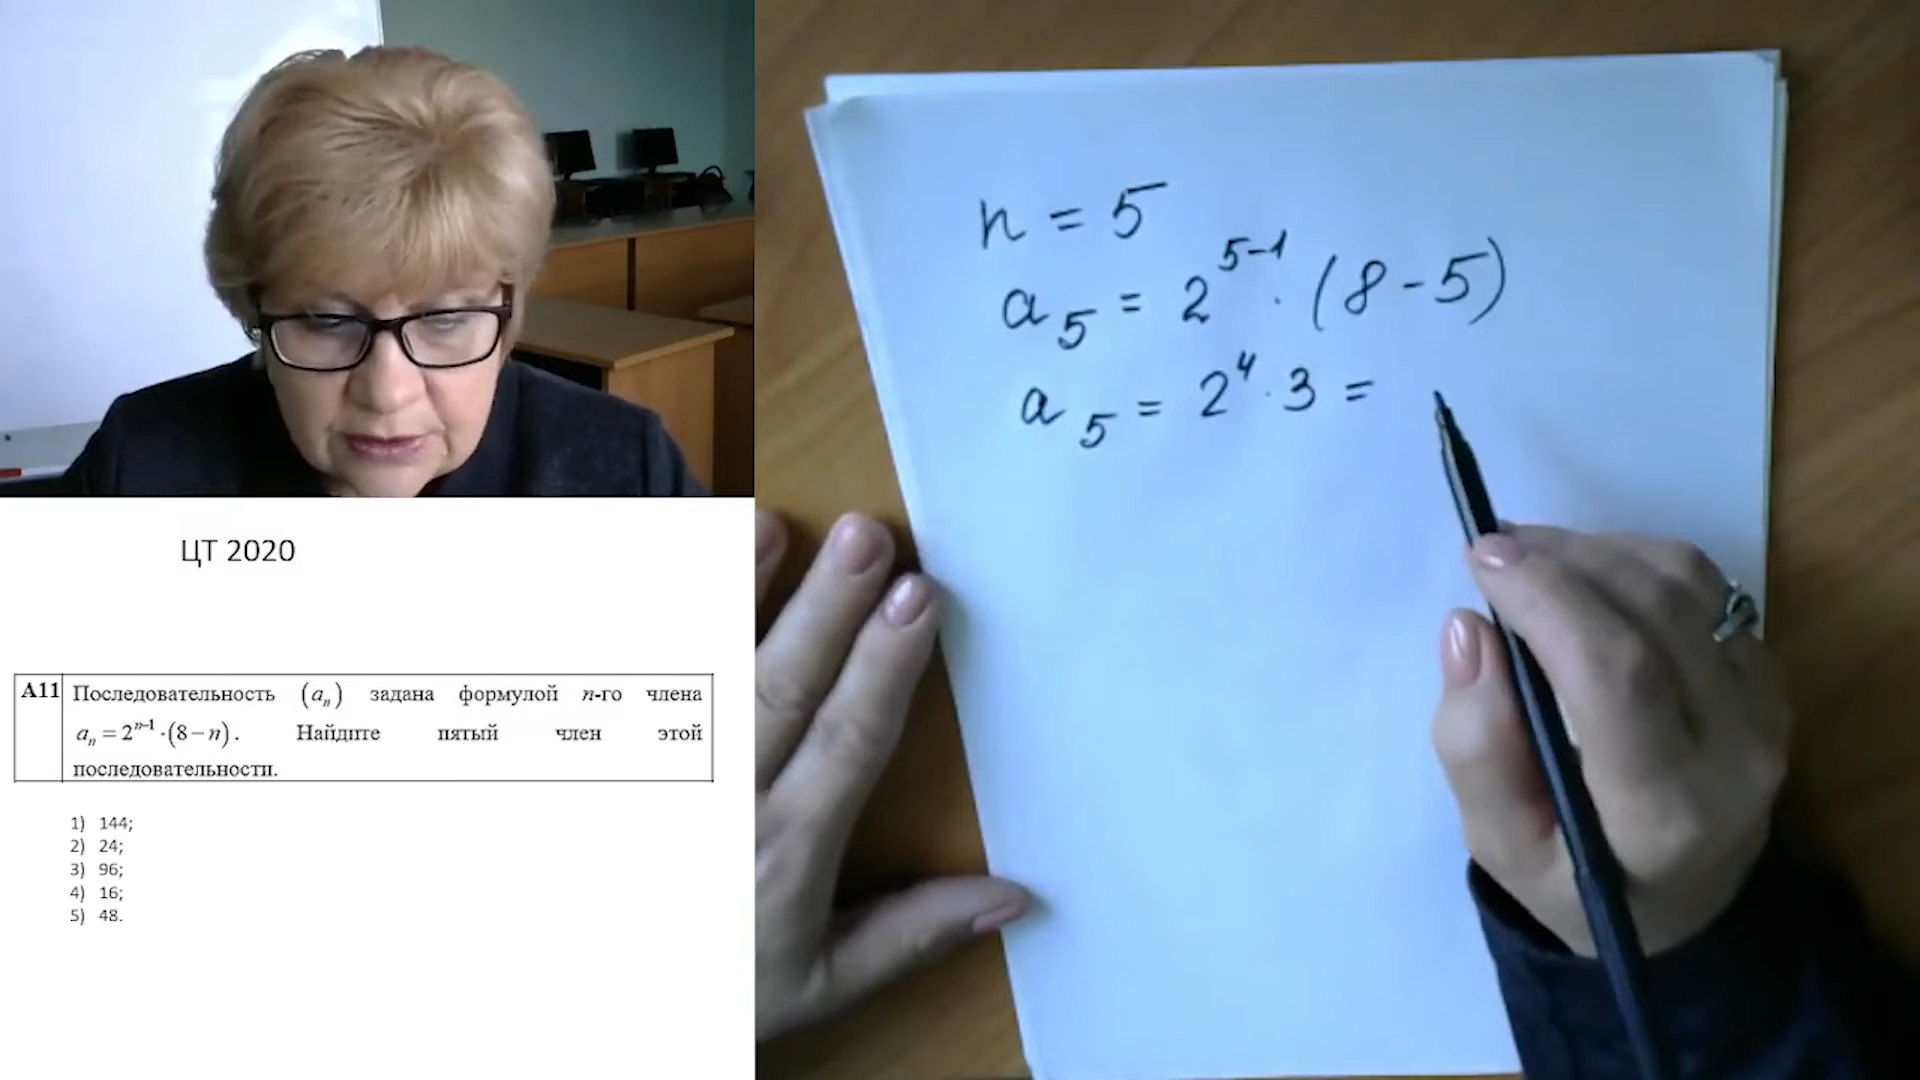 ЦТ 2020
А11 Последовательность (aₙ) задана формулой n-го члена
aₙ = 2ⁿ⁻¹ · (8 − n). Найдите пятый член этой
последовательности.
1) 144;
2) 24;
3) 96;
4) 16;
5) 48.
n = 5
a₅ = 2⁵⁻¹ · (8 - 5)
a₅ = 2⁴ · 3 =